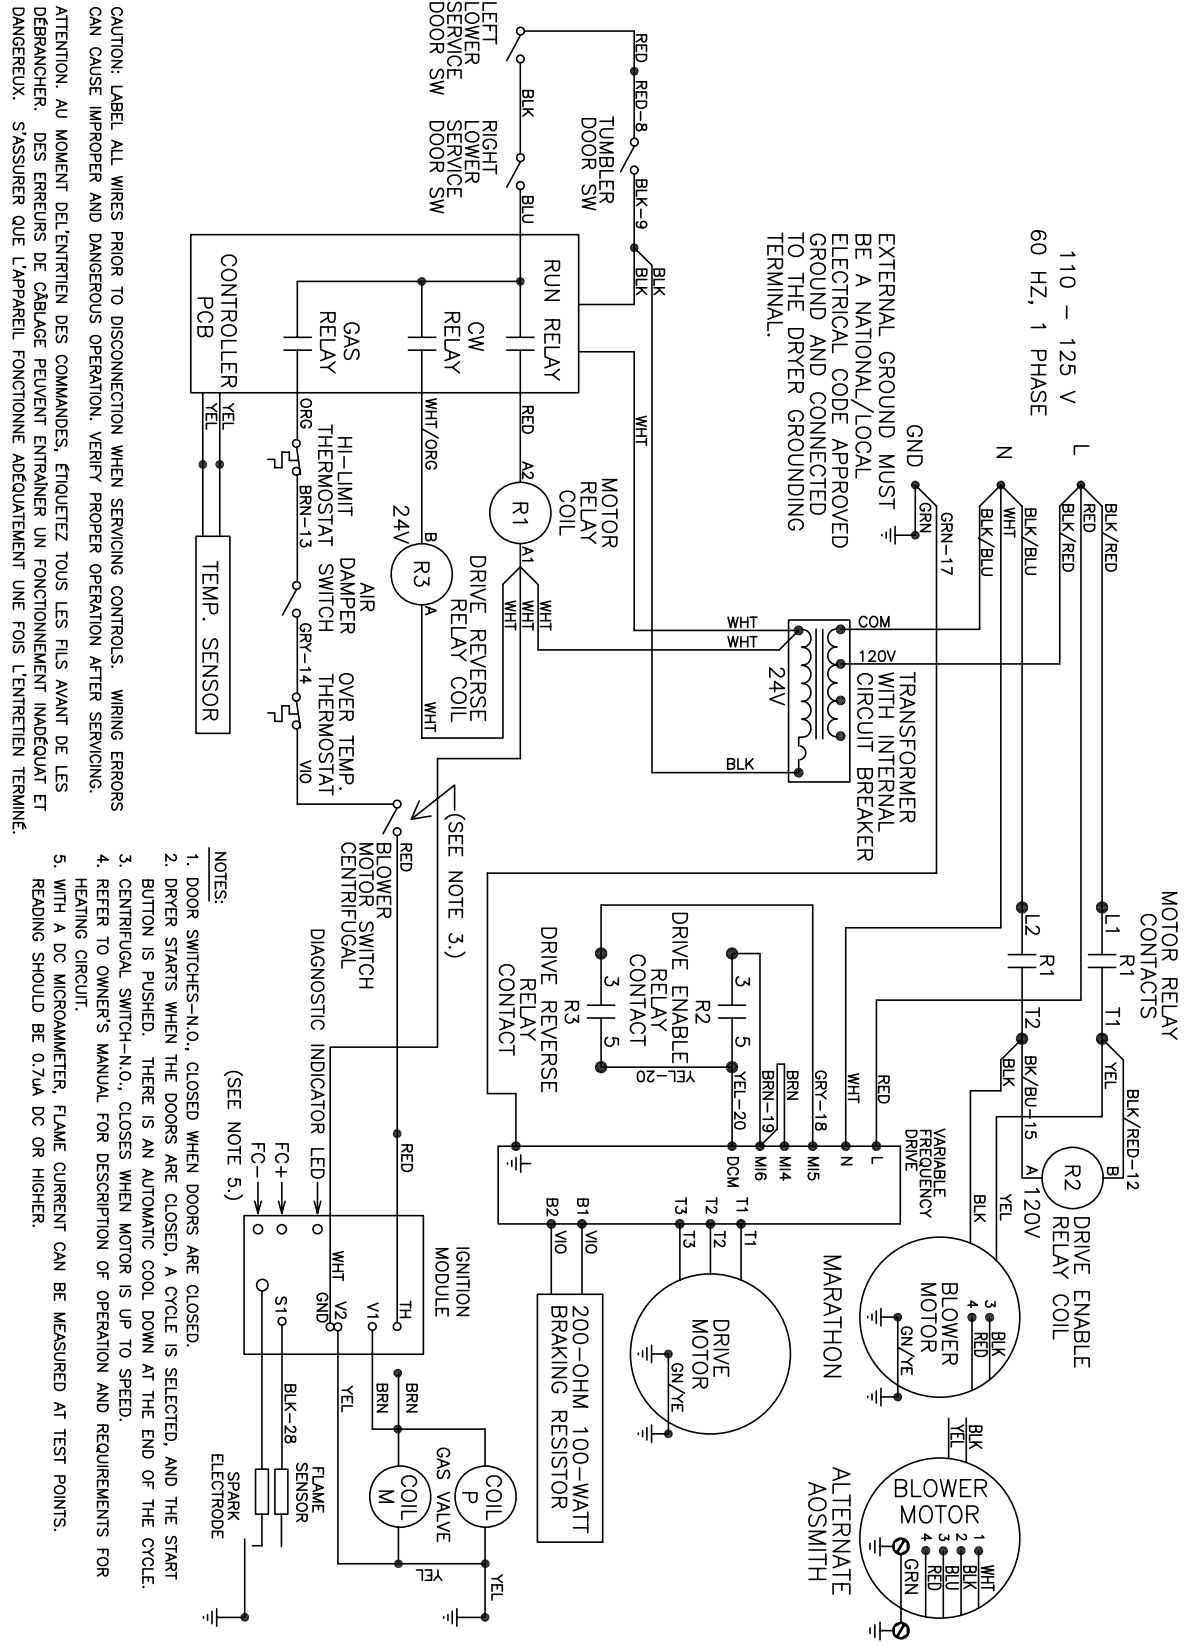 110 – 125 V
60 HZ, 1 PHASE
L
N
GND
BLK/RED
RED
BLK/RED
BLK/BLU
WHT
BLK/BLU
GRN–17
GRN
EXTERNAL GROUND MUST
BE A NATIONAL/LOCAL
ELECTRICAL CODE APPROVED
GROUND AND CONNECTED
TO THE DRYER GROUNDING
TERMINAL.
MOTOR RELAY
CONTACTS
L1
R1
T1
L2
R1
T2
YEL
BLK/RED–12
BLK
BK/BU–15
B
R2
A
120V
DRIVE ENABLE
RELAY COIL
YEL
BLK
BLOWER
MOTOR
3
4
BLK
RED
GN/YE
MARATHON
BLK
YEL
BLOWER
MOTOR
1
2
3
4
WHT
BLK
BLU
RED
GRN
ALTERNATE
AOSMITH
COM
120V
TRANSFORMER
WITH INTERNAL
CIRCUIT BREAKER
24V
WHT
WHT
BLK
RED
RED–8
TUMBLER
DOOR SW
BLK–9
BLK
BLK
WHT
LEFT
LOWER
SERVICE
DOOR SW
BLK
RIGHT
LOWER
SERVICE
DOOR SW
BLU
RUN RELAY
CW
RELAY
GAS
RELAY
CONTROLLER
PCB
RED
A2
R1
A1
MOTOR
RELAY
COIL
WHT
WHT
WHT
WHT/ORG
24V
B
R3
A
DRIVE REVERSE
RELAY COIL
WHT
ORG
HI–LIMIT
THERMOSTAT
BRN–13
AIR
DAMPER
SWITCH
GRY–14
OVER TEMP.
THERMOSTAT
VIO
YEL
YEL
TEMP. SENSOR
(SEE NOTE 3.)
RED
BLOWER
MOTOR SWITCH
CENTRIFUGAL
RED
DRIVE ENABLE
RELAY
CONTACT
3
R2
5
DRIVE REVERSE
RELAY
CONTACT
3
R3
5
YEL–20
YEL–20
BRN–19
BRN
GRY–18
WHT
RED
VARIABLE
FREQUENCY
DRIVE
L
N
MI5
MI4
MI6
DCM
T1
T2
T3
T1
T2
T3
B1
B2
VIO
VIO
DRIVE
MOTOR
GN/YE
200–OHM 100–WATT
BRAKING RESISTOR
DIAGNOSTIC INDICATOR LED
FC+
FC–
(SEE NOTE 5.)
IGNITION
MODULE
WHT
TH
V1
V2
GND
S1
BRN
BRN
YEL
COIL
P
COIL
M
GAS VALVE
YEL
YEL
BLK–28
FLAME
SENSOR
SPARK
ELECTRODE
NOTES:
1. DOOR SWITCHES–N.O., CLOSED WHEN DOORS ARE CLOSED.
2. DRYER STARTS WHEN THE DOORS ARE CLOSED, A CYCLE IS SELECTED, AND THE START
BUTTON IS PUSHED. THERE IS AN AUTOMATIC COOL DOWN AT THE END OF THE CYCLE.
3. CENTRIFUGAL SWITCH–N.O., CLOSES WHEN MOTOR IS UP TO SPEED.
4. REFER TO OWNER'S MANUAL FOR DESCRIPTION OF OPERATION AND REQUIREMENTS FOR
HEATING CIRCUIT.
5. WITH A DC MICROAMMETER, FLAME CURRENT CAN BE MEASURED AT TEST POINTS.
READING SHOULD BE 0.7uA DC OR HIGHER.
CAUTION: LABEL ALL WIRES PRIOR TO DISCONNECTION WHEN SERVICING CONTROLS. WIRING ERRORS
CAN CAUSE IMPROPER AND DANGEROUS OPERATION. VERIFY PROPER OPERATION AFTER SERVICING.
ATTENTION. AU MOMENT DEL'ENTRTIEN DES COMMANDES, ÉTIQUETEZ TOUS LES FILS AVANT DE LES
DÉBRANCHER. DES ERREURS DE CÂBLAGE PEUVENT ENTRAÎNER UN FONCTIONNEMENT INADÉQUAT ET
DANGEREUX. S'ASSURER QUE L'APPAREIL FONCTIONNE ADÉQUATEMENT UNE FOIS L'ENTRETIEN TERMINÉ.